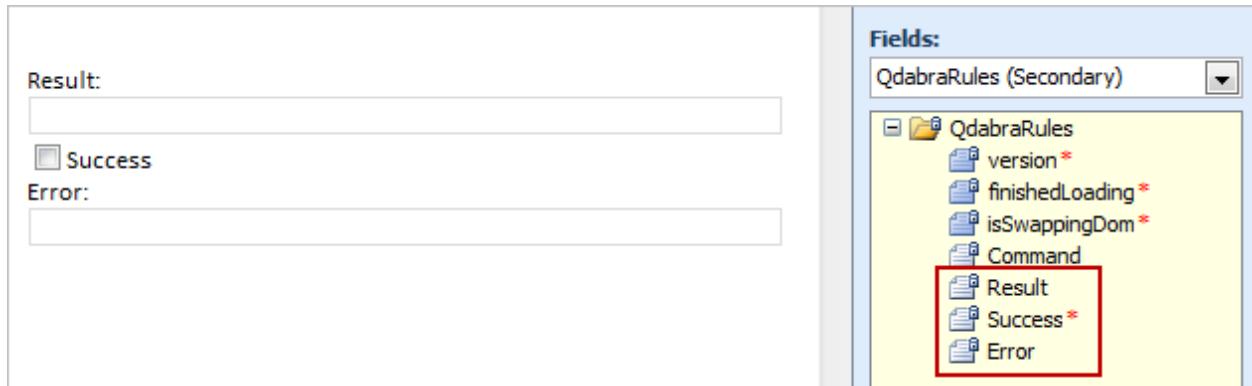 Result:
Success
Error:
Fields:
QdabraRules (Secondary)
QdabraRules
version*
finishedLoading*
isSwappingDom*
Command
Result
Success*
Error